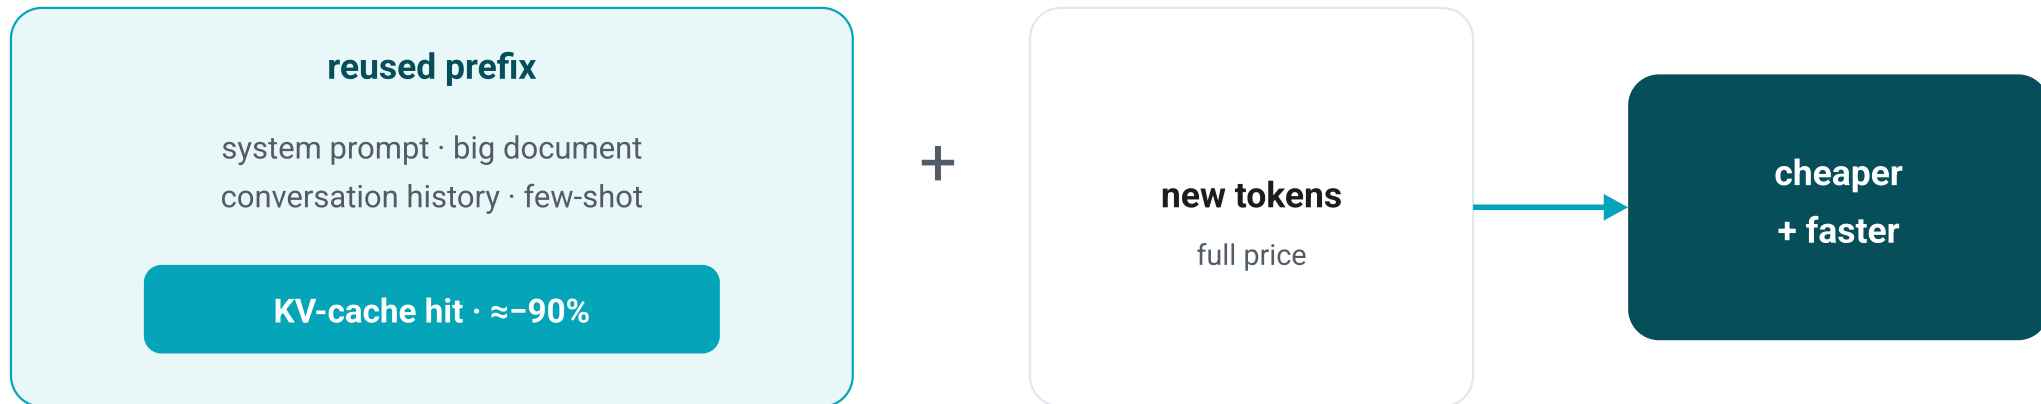 reused prefix
system prompt · big document
conversation history · few-shot
KV-cache hit · ≈−90%
+
new tokens
full price
cheaper
+ faster